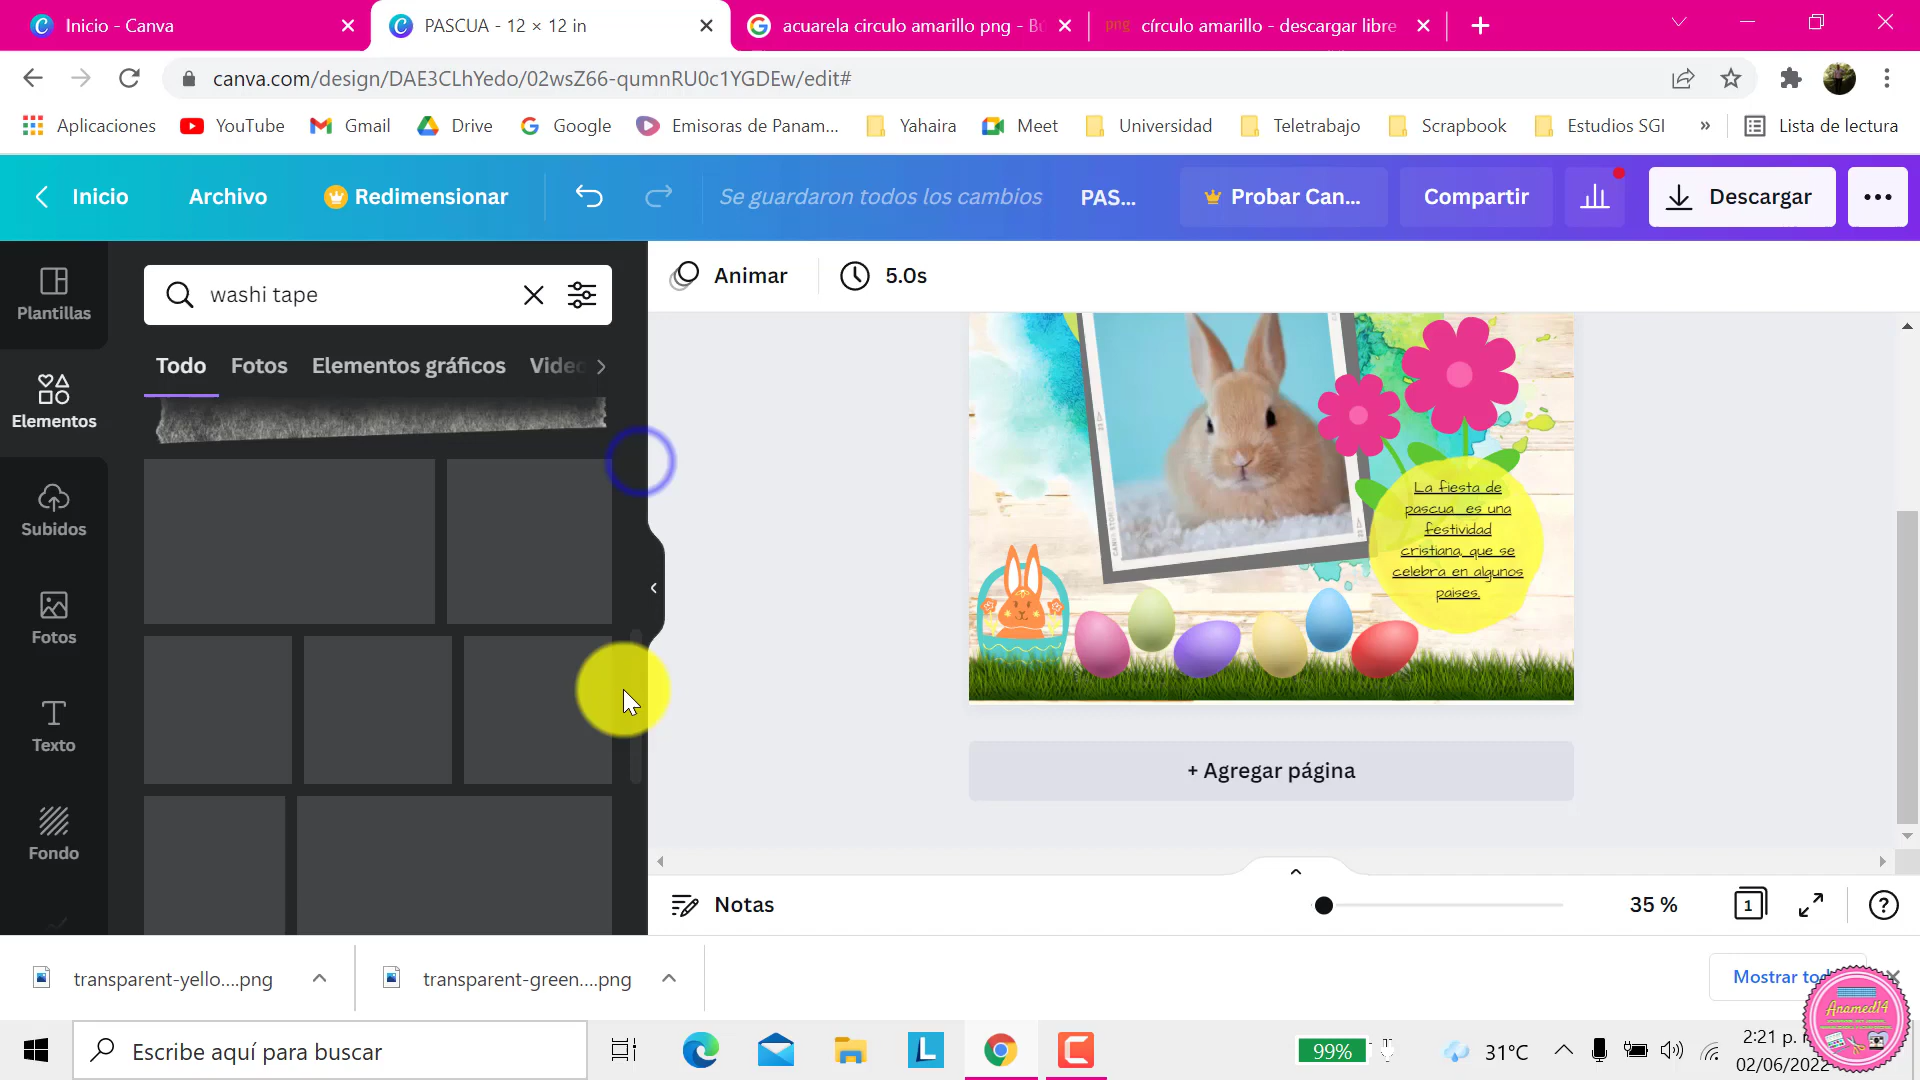 Inicio - Canva
PASCUA - 12 × 12 in
acuarela circulo amarillo png - Bú
png
círculo amarillo - descargar libre
canva.com/design/DAE3CLhYedo/02wsZ66-qumnRU0c1YGDEw/edit#
Aplicaciones
YouTube
Gmail
Drive
Google
Emisoras de Panam...
Yahaira
Meet
Universidad
Teletrabajo
Scrapbook
Estudios SGI
»
Lista de lectura
Inicio
Archivo
Redimensionar
Se guardaron todos los cambios
PAS...
Probar Can...
Compartir
Descargar
Plantillas
Elementos
Subidos
Fotos
Texto
Fondo
washi tape
Todo
Fotos
Elementos gráficos
Videc
Animar
5.0s
La fiesta de
pascua es una
festividad
cristiana, que se
celebra en algunos
paises.
+ Agregar página
Notas
35 %
1
transparent-yello....png
transparent-green....png
Mostrar to
Anamed14
Escribe aquí para buscar
99%
31°C
2:21 p.
02/06/2022